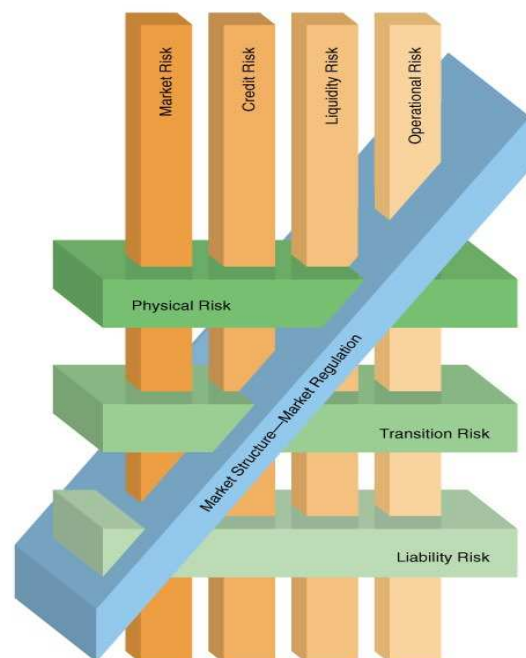 Market Risk
Credit Risk
Liquidity Risk
Operational Risk
Physical Risk
Market Structure—Market Regulation
Transition Risk
Liability Risk